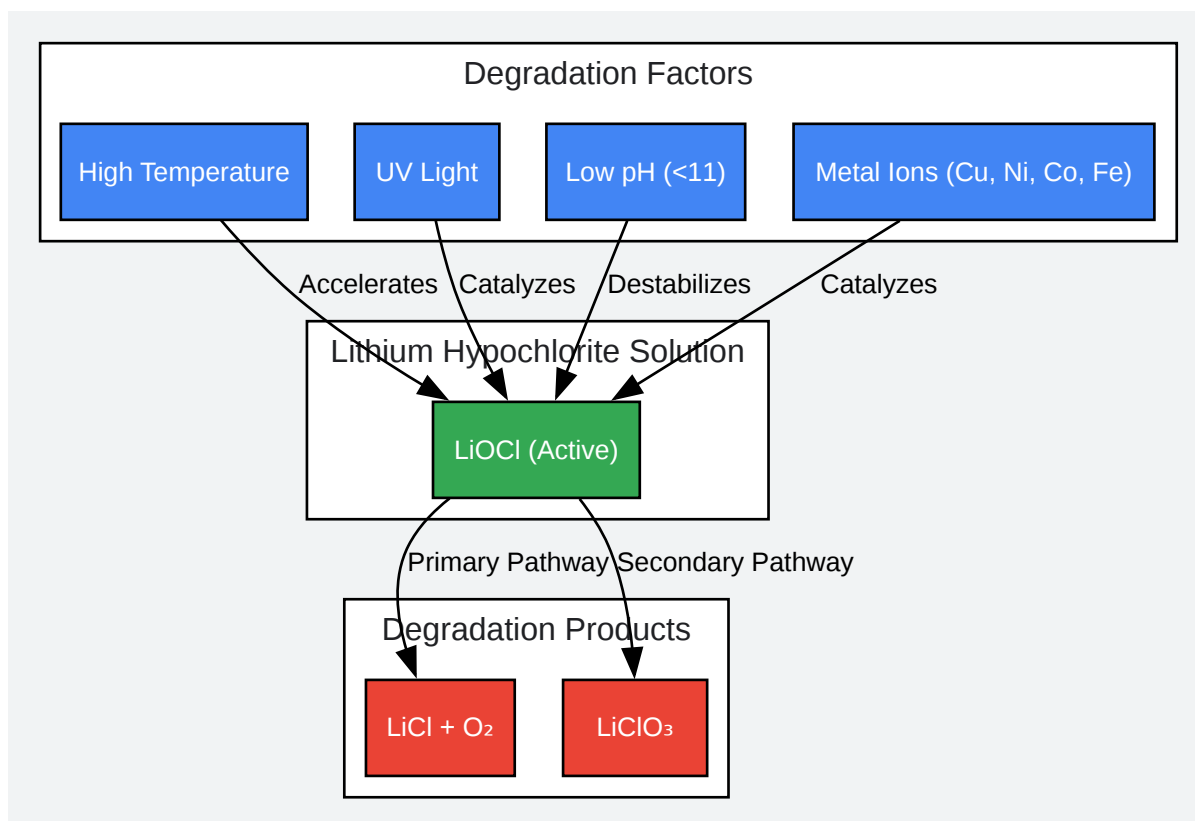 Degradation Factors
High Temperature
UV Light
Low pH (<11)
Metal Ions (Cu, Ni, Co, Fe)
Accelerates
Catalyzes
Destabilizes
Catalyzes
Lithium Hypochlorite Solution
LiOCl (Active)
Primary Pathway
Secondary Pathway
Degradation Products
LiCl + O₂
LiClO₃